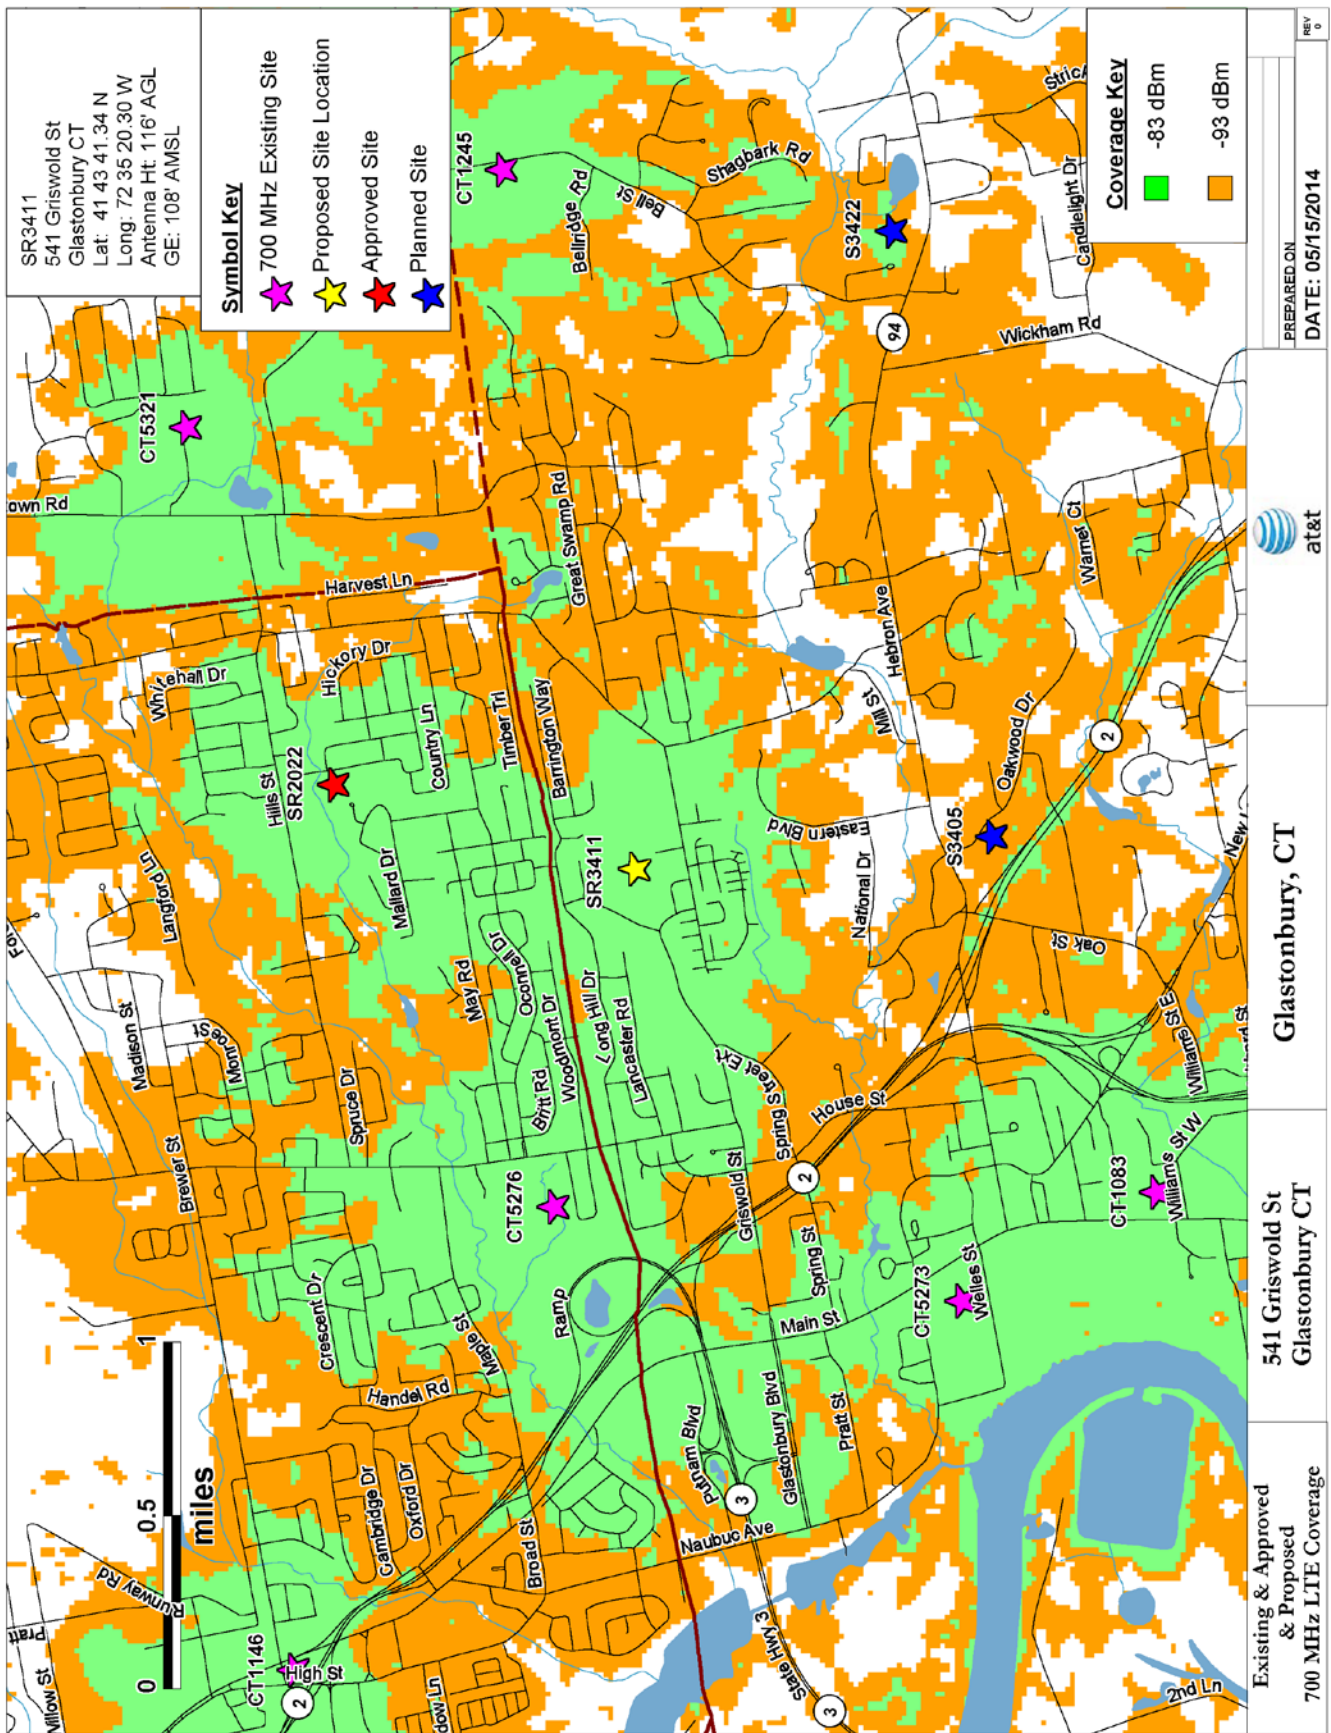 SR3411
541 Griswold St
Glastonbury CT
Lat: 41 43 41.34 N
Long: 72 35 20.30 W
Antenna Ht: 116' AGL
GE: 108' AMSL
Symbol Key
700 MHz Existing Site
Proposed Site Location
Approved Site
Planned Site
Coverage Key
-83 dBm
-93 dBm
0
0.5
1
miles
Pratt
Willow St
Runway Rd
CT1146
High St
2
Brewer St
Madison St
Monroe St
Langford Ln
Whitehall Dr
own Rd
CT5321
Hills St
SR2022
Hickory Dr
Harvest Ln
Spruce Dr
Mallard Dr
Country Ln
Crescent Dr
Handel Rd
Cambridge Dr
Oxford Dr
Maple St
dow Ln
May Rd
Oconnell Dr
Timber Trl
Barrington Way
Great Swamp Rd
CT1245
Bellridge Rd
Bell St
Shagbark Rd
Broad St
Ramp
CT5276
Britt Rd
Woodmont Dr
Long Hill Dr
Lancaster Rd
SR3411
Naubuc Ave
Putnam Blvd
3
Glastonbury Blvd
State Hwy 3
3
Main St
Griswold St
Spring St
Pratt St
2
Spring Street Ext
House St
Eastern Blvd
National Dr
Mill St
Hebron Ave
S3422
94
Wickham Rd
Candlelight Dr
CT5273
Welles St
S3405
Oakwood Dr
Oak St
Warner Ct
2
CT1083
Williams St W
Williams St E
2nd Ln
Existing & Approved
& Proposed
700 MHz LTE Coverage
541 Griswold St
Glastonbury CT
Glastonbury, CT
at&t
PREPARED ON
DATE: 05/15/2014
REV
0